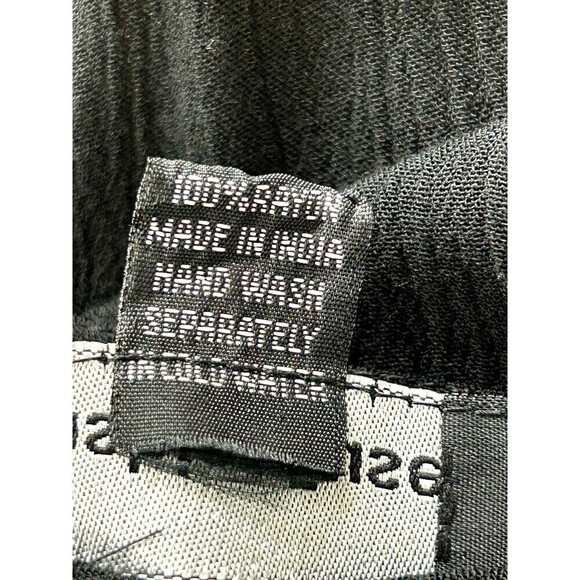 100% RAYON
MADE IN INDIA
HAND WASH
SEPARATELY
IN COLD WATER